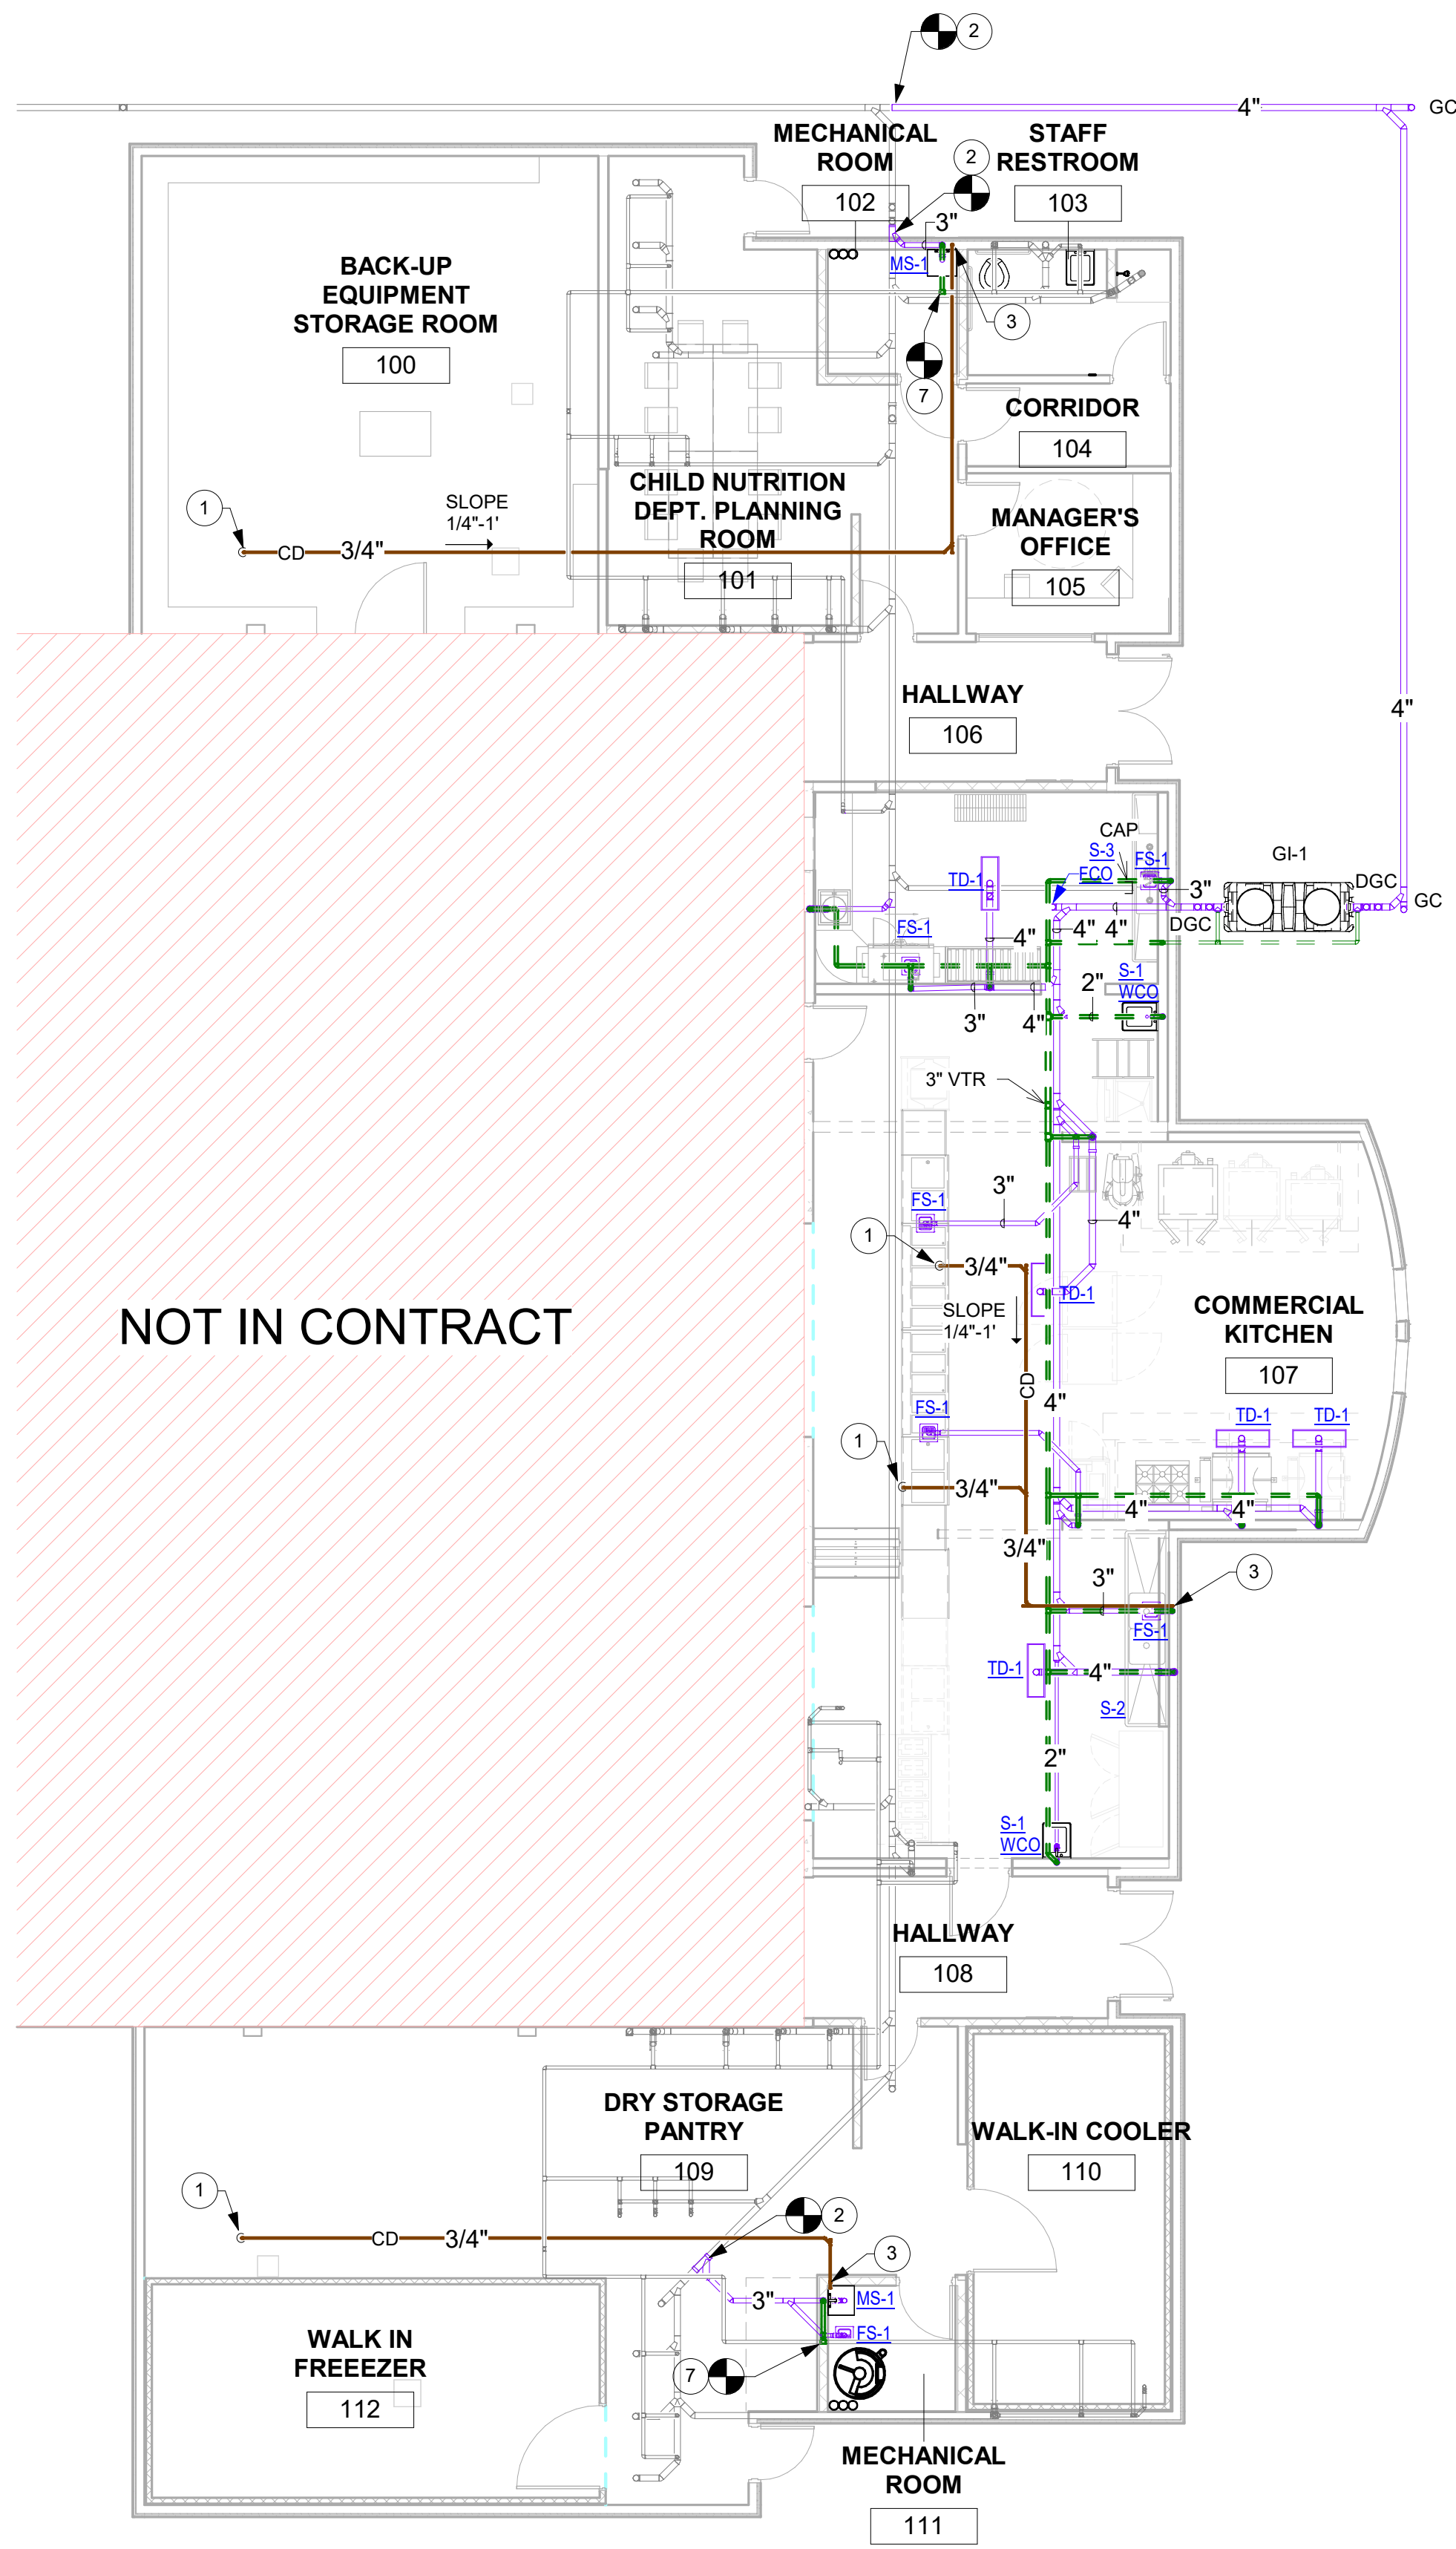 2
4"
GC
MECHANICAL
ROOM
102
STAFF
RESTROOM
103
2
3"
MS-1
3
7
BACK-UP
EQUIPMENT
STORAGE ROOM
100
CORRIDOR
104
1
SLOPE
1/4"-1'
CD
3/4"
CHILD NUTRITION
DEPT. PLANNING
ROOM
101
MANAGER'S
OFFICE
105
HALLWAY
106
4"
CAP
S-3
FS-1
FCO
TD-1
3"
GI-1
DGC
GC
DGC
FS-1
4"
4"
4"
S-1
WCO
2"
3"
4"
3" VTR
FS-1
3"
4"
1
3/4"
TD-1
SLOPE
1/4"-1'
CD
NOT IN CONTRACT
COMMERCIAL
KITCHEN
107
4"
FS-1
TD-1
TD-1
1
3/4"
4"
4"
3/4"
3"
3
FS-1
TD-1
4"
S-2
2"
S-1
WCO
HALLWAY
108
DRY STORAGE
PANTRY
109
WALK-IN COOLER
110
1
CD
3/4"
2
3
3"
MS-1
FS-1
7
WALK IN
FREEEZER
112
MECHANICAL
ROOM
111